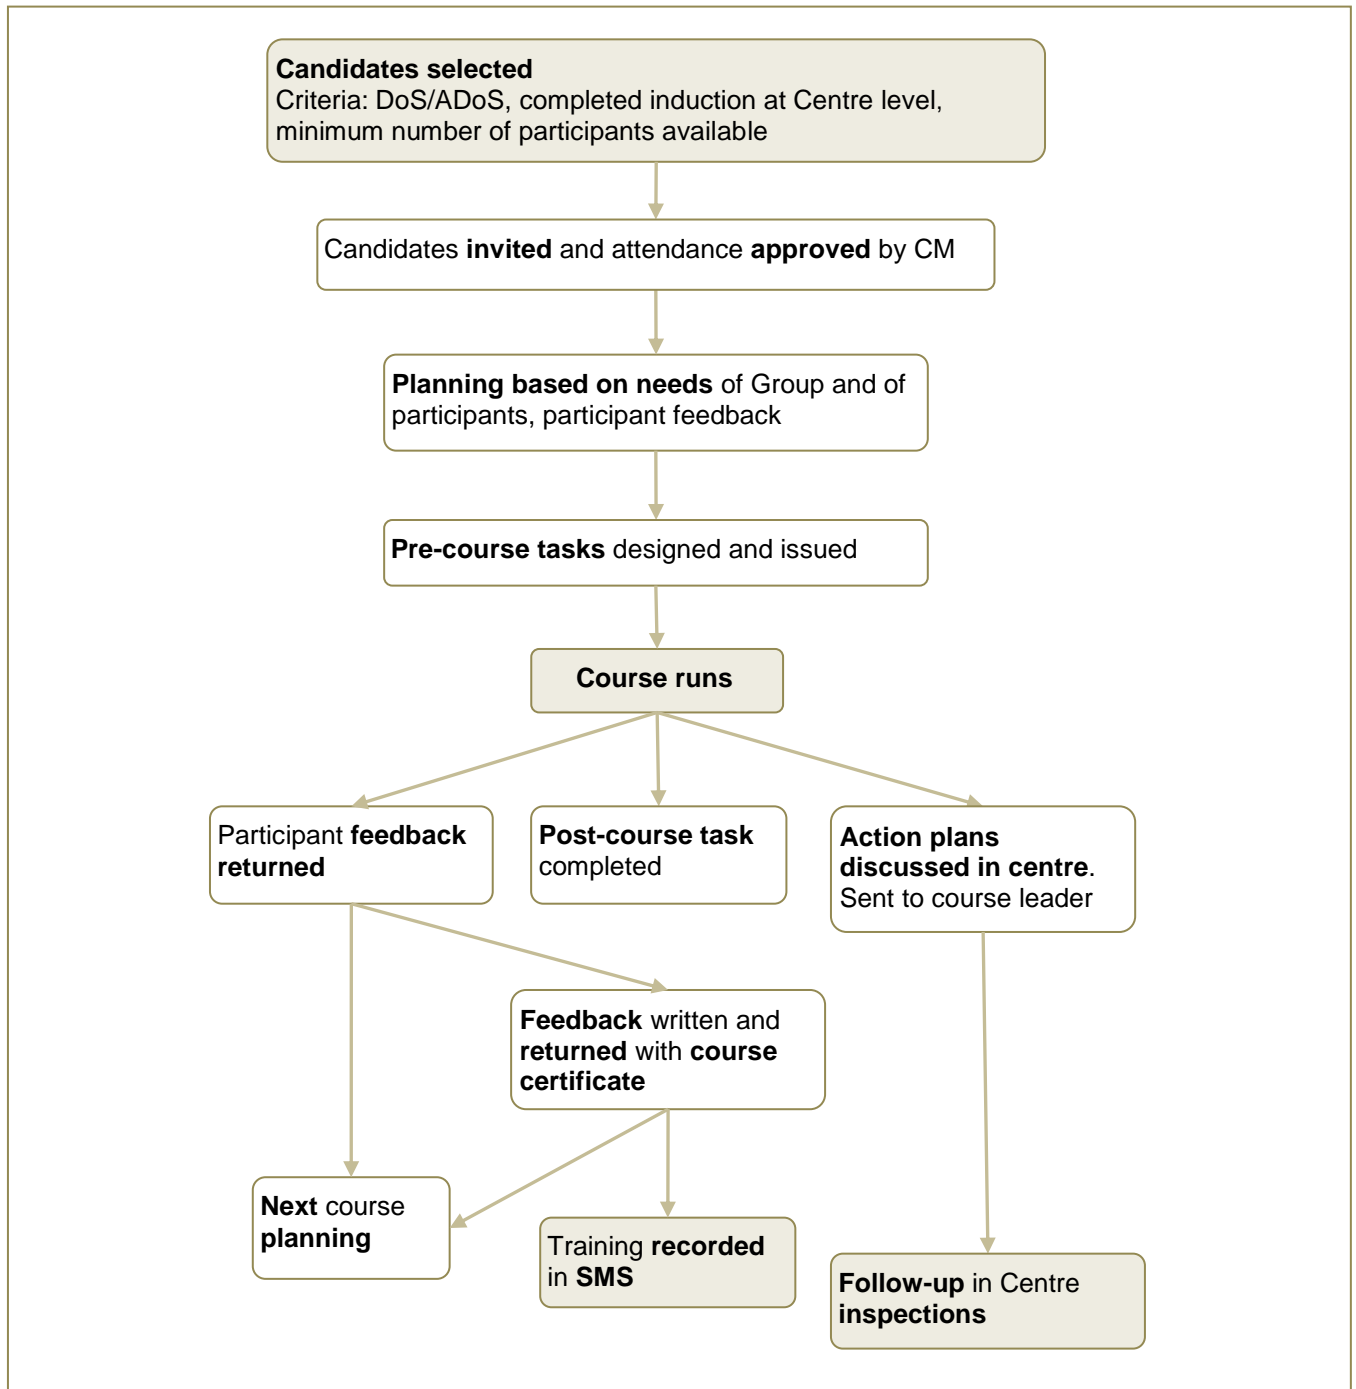 Candidates selected
Criteria: DoS/ADoS, completed induction at Centre level,
minimum number of participants available
Candidates invited and attendance approved by CM
Planning based on needs of Group and of
participants, participant feedback
Pre-course tasks designed and issued
Course runs
Participant feedback
returned
Post-course task
completed
Action plans
discussed in centre.
Sent to course leader
Feedback written and
returned with course
certificate
Next course
planning
Training recorded
in SMS
Follow-up in Centre
inspections